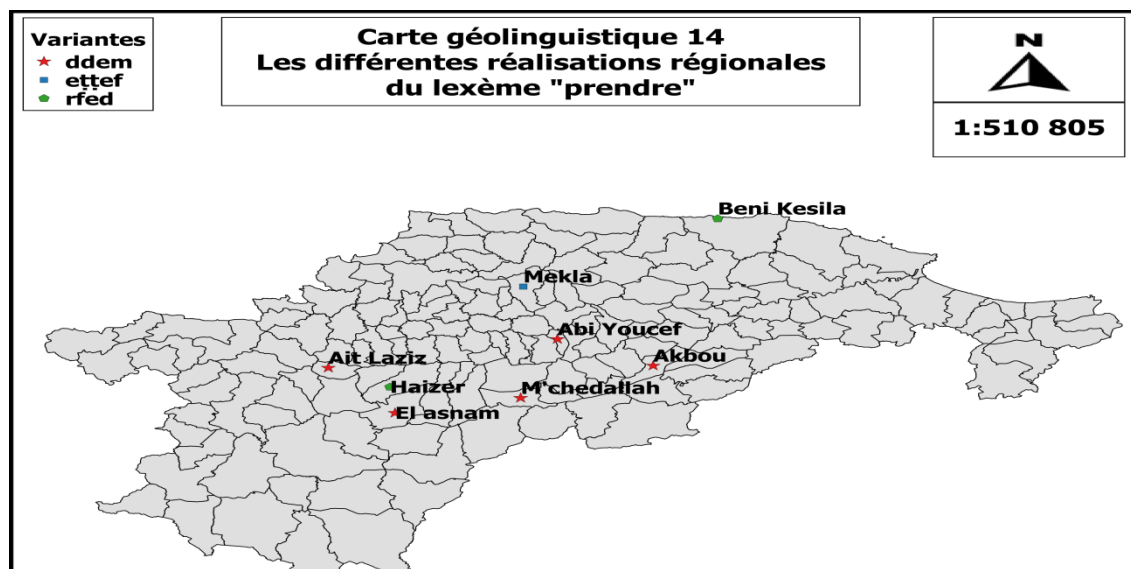 Variantes
ddem
eṭṭef
rfed
Carte géolinguistique 14
Les différentes réalisations régionales
du lexème "prendre"
N
1:510 805
Beni Kesila
Mekla
Abi Youcef
Ait Laziz
Akbou
Haizer
M'chedallah
El asnam